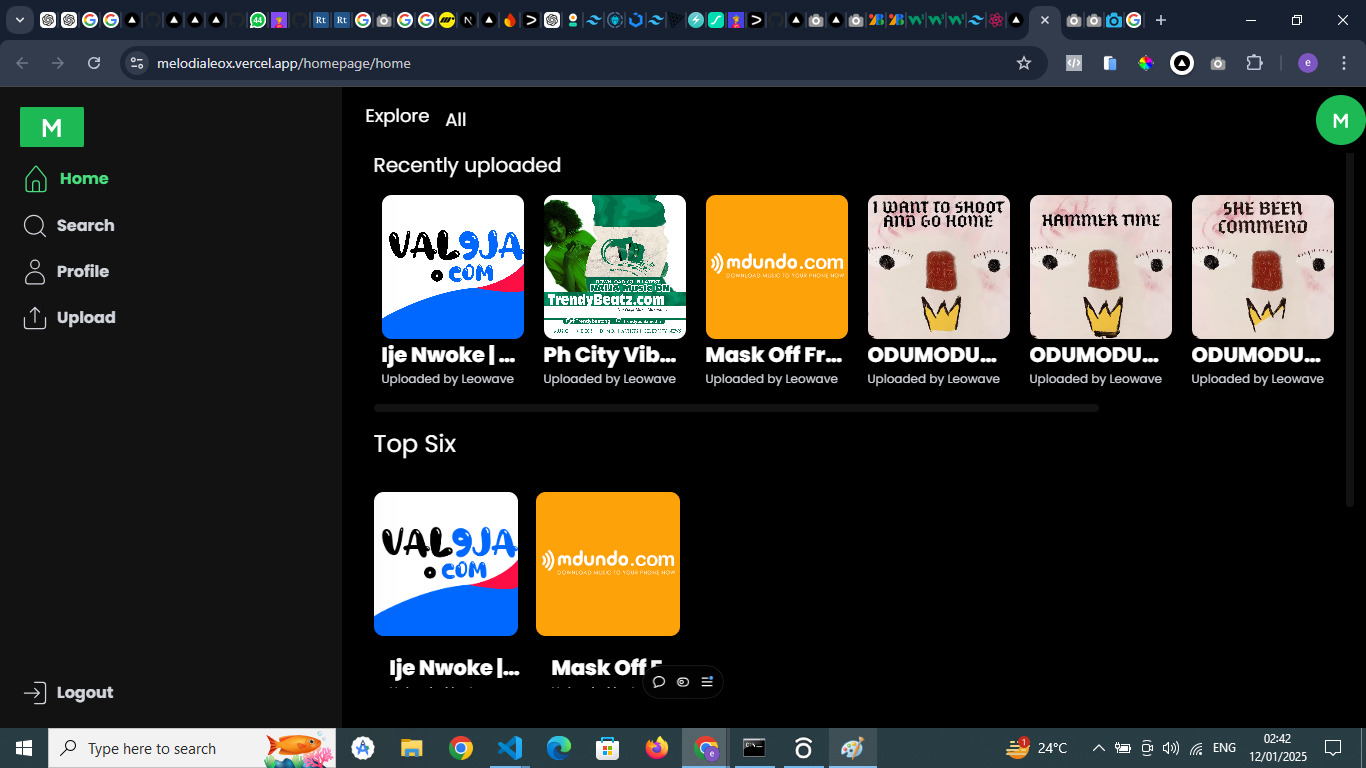 44
Rt
Rt
melodialeox.vercel.app/homepage/home
e
M
Home
Search
Profile
Upload
Logout
Explore
All
M
Recently uploaded
VAL9JA
.COM
TrendyBeatz.com
mdundo.com
DOWNLOAD MUSIC TO YOUR PHONE NOW
I WANT TO SHOOT
AND GO HOME
HAMMER TIME
SHE BEEN
COMMEND
Ije Nwoke | ...
Ph City Vib...
Mask Off Fr...
ODUMODU...
ODUMODU...
ODUMODU...
Uploaded by Leowave
Uploaded by Leowave
Uploaded by Leowave
Uploaded by Leowave
Uploaded by Leowave
Uploaded by Leowave
Top Six
VAL9JA
.COM
mdundo.com
DOWNLOAD MUSIC TO YOUR PHONE NOW
Ije Nwoke |...
Mask Off F
Type here to search
1
24°C
ENG
02:42
12/01/2025